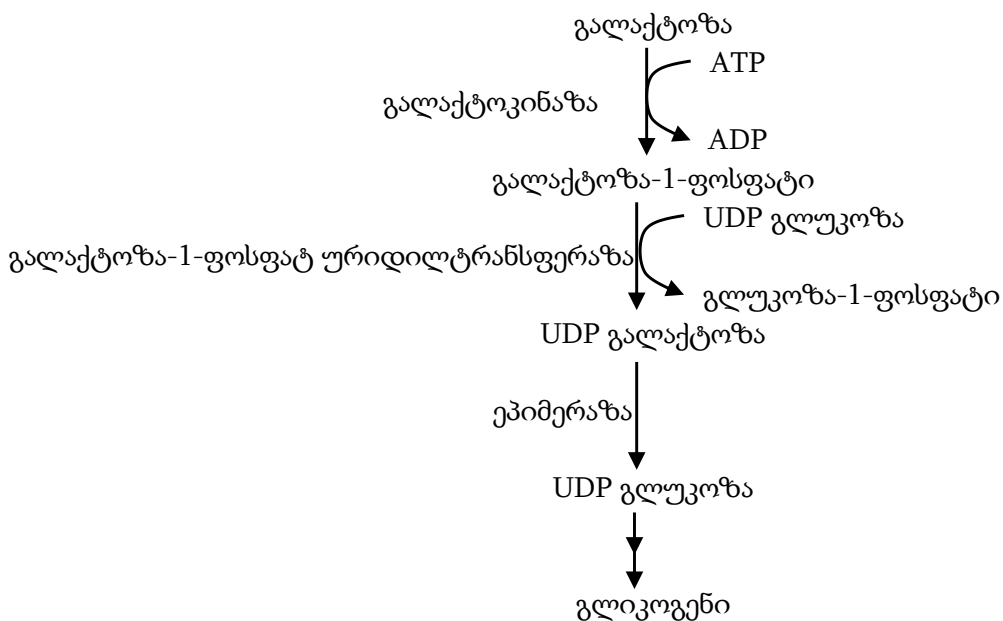 გალაქტოზა
ATP
გალაქტოკინაზა
ADP
გალაქტოზა-1-ფოსფატი
UDP გლუკოზა
გალაქტოზა-1-ფოსფატ ურიდილტრანსფერაზა
გლუკოზა-1-ფოსფატი
UDP გალაქტოზა
ეპიმერაზა
UDP გლუკოზა
გლიკოგენი